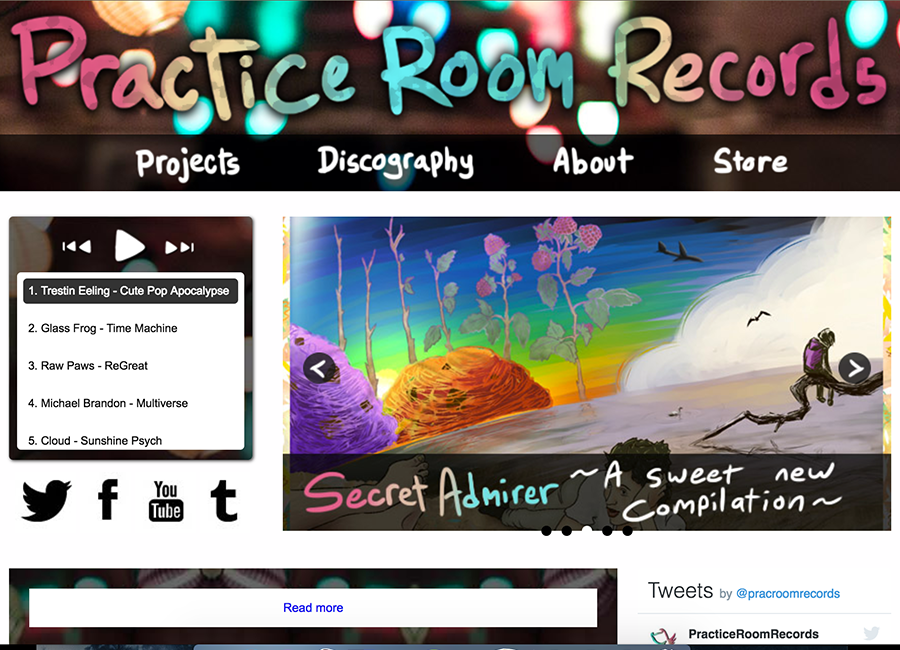 Practice Room Records
Projects Discography About Store
1. Trestin Eeling - Cute Pop Apocalypse
2. Glass Frog - Time Machine
3. Raw Paws - ReGreat
4. Michael Brandon - Multiverse
5. Cloud - Sunshine Psych
Secret Admirer ~A sweet new
Compilation~
You
Tube
Read more
Tweets by @pracroomrecords
PracticeRoomRecords